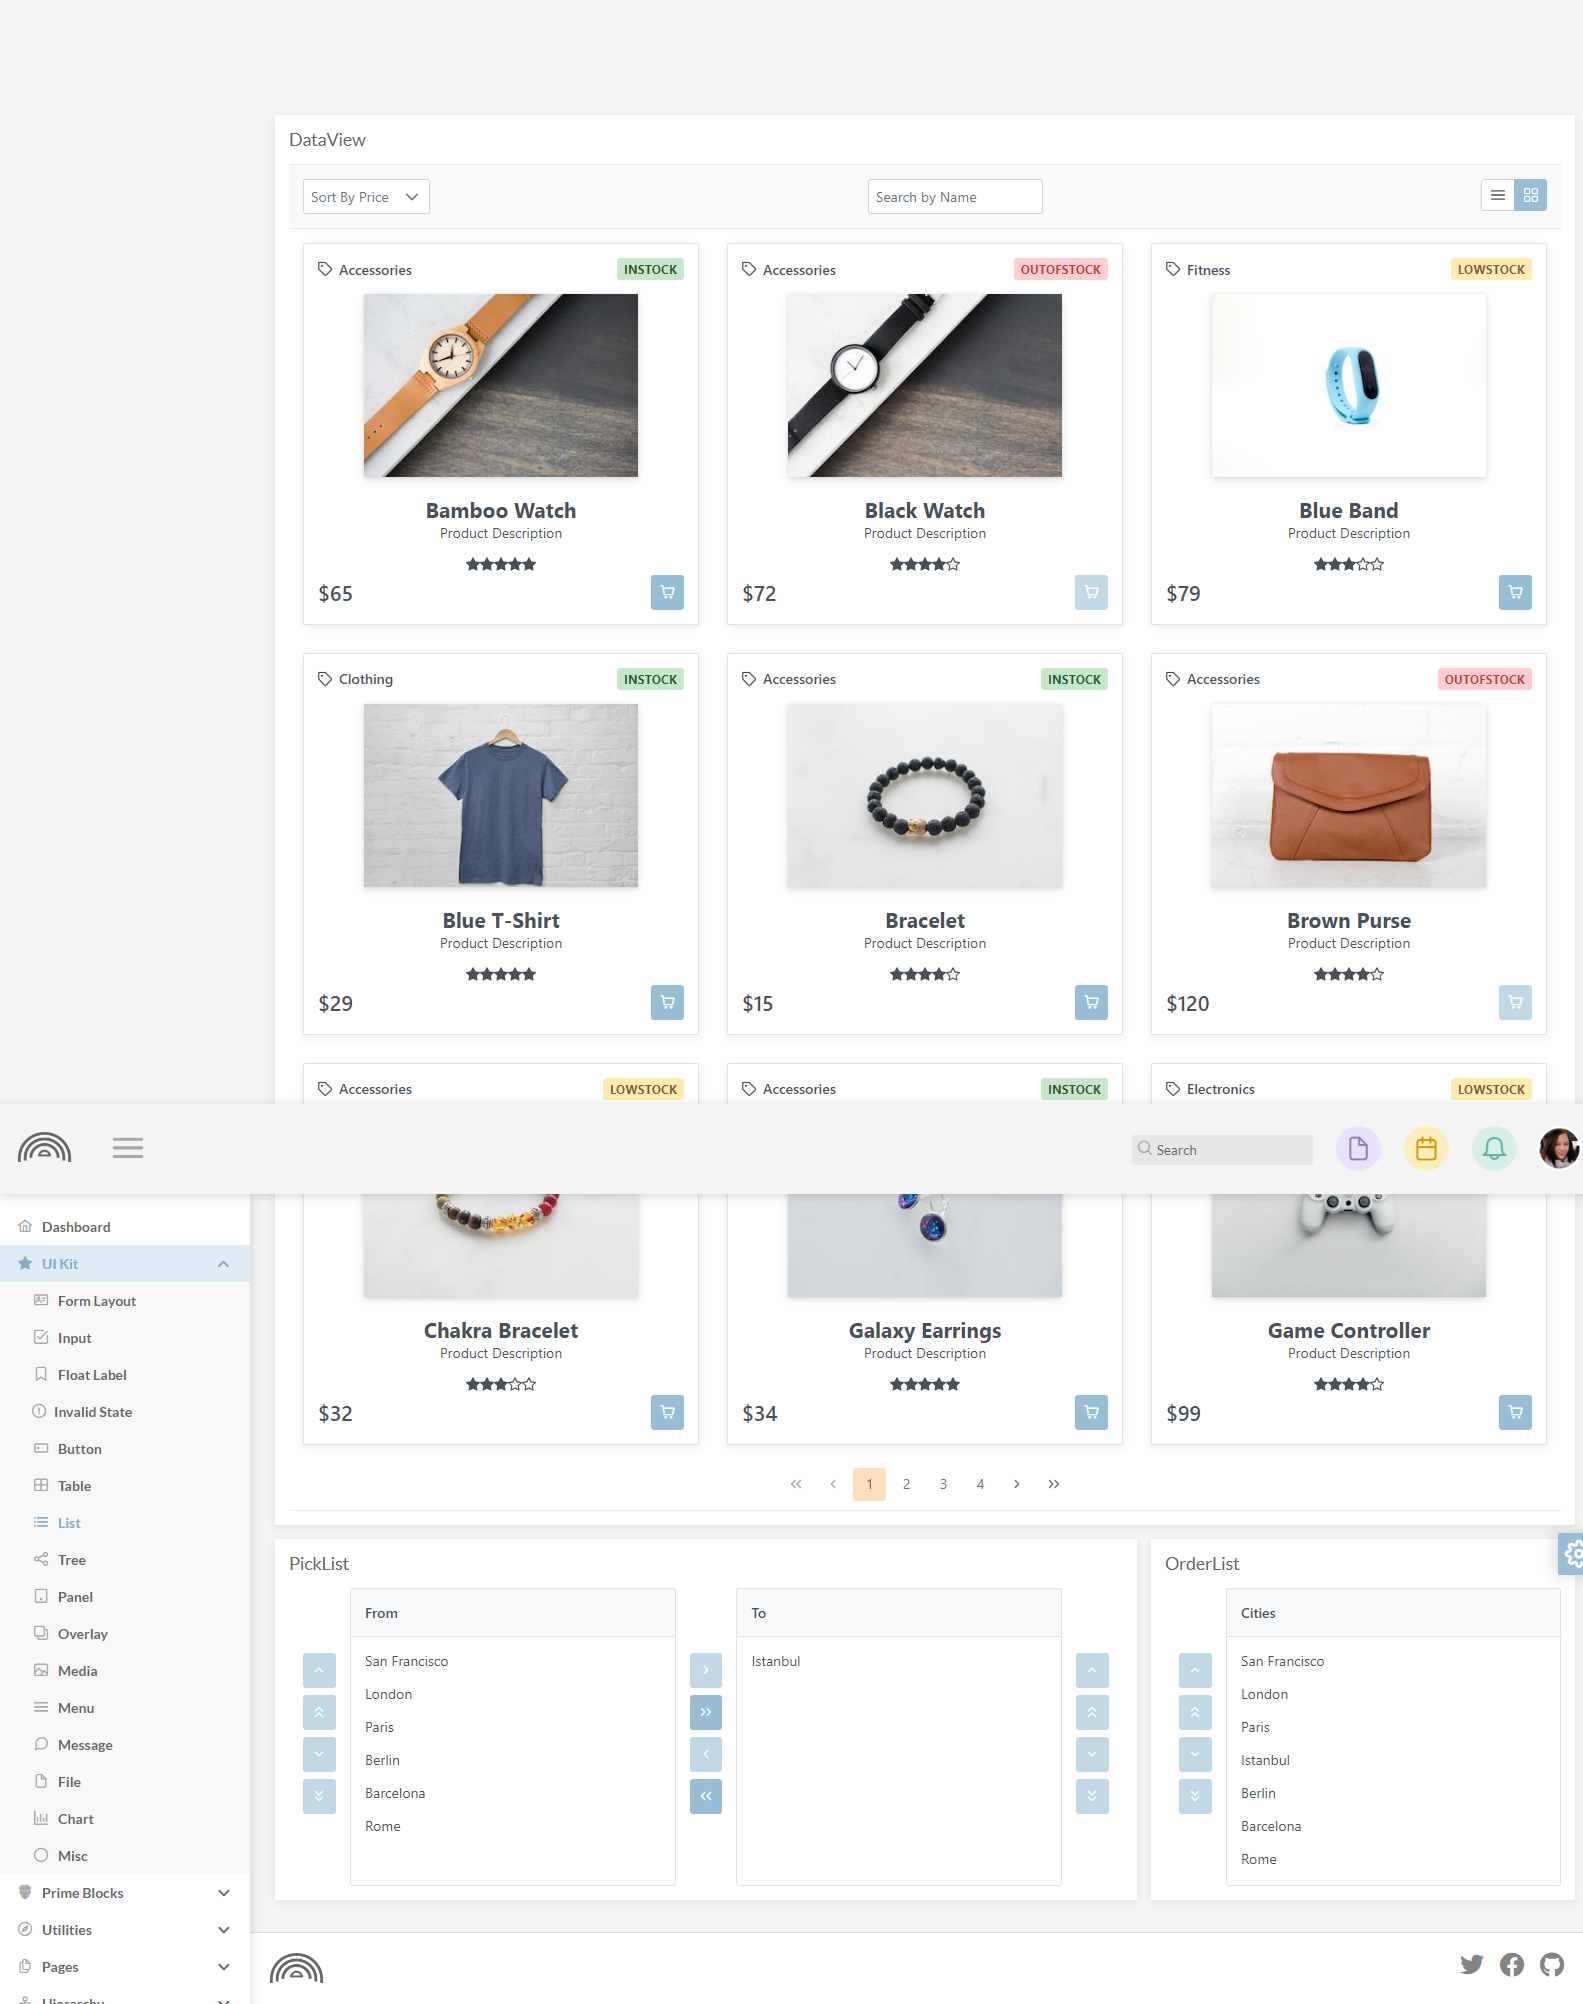 DataView
Sort By Price
Search by Name
Accessories INSTOCK
Bamboo Watch
Product Description
$65
Accessories OUTOFSTOCK
Black Watch
Product Description
$72
Fitness LOWSTOCK
Blue Band
Product Description
$79
Clothing INSTOCK
Blue T-Shirt
Product Description
$29
Accessories INSTOCK
Bracelet
Product Description
$15
Accessories OUTOFSTOCK
Brown Purse
Product Description
$120
Accessories LOWSTOCK
Accessories INSTOCK
Electronics LOWSTOCK
Search
Chakra Bracelet
Product Description
$32
Galaxy Earrings
Product Description
$34
Game Controller
Product Description
$99
1 2 3 4
Dashboard
UI Kit
Form Layout
Input
Float Label
Invalid State
Button
Table
List
Tree
Panel
Overlay
Media
Menu
Message
File
Chart
Misc
Prime Blocks
Utilities
Pages
Hierarchy
PickList
From
San Francisco
London
Paris
Berlin
Barcelona
Rome
To
Istanbul
OrderList
Cities
San Francisco
London
Paris
Istanbul
Berlin
Barcelona
Rome